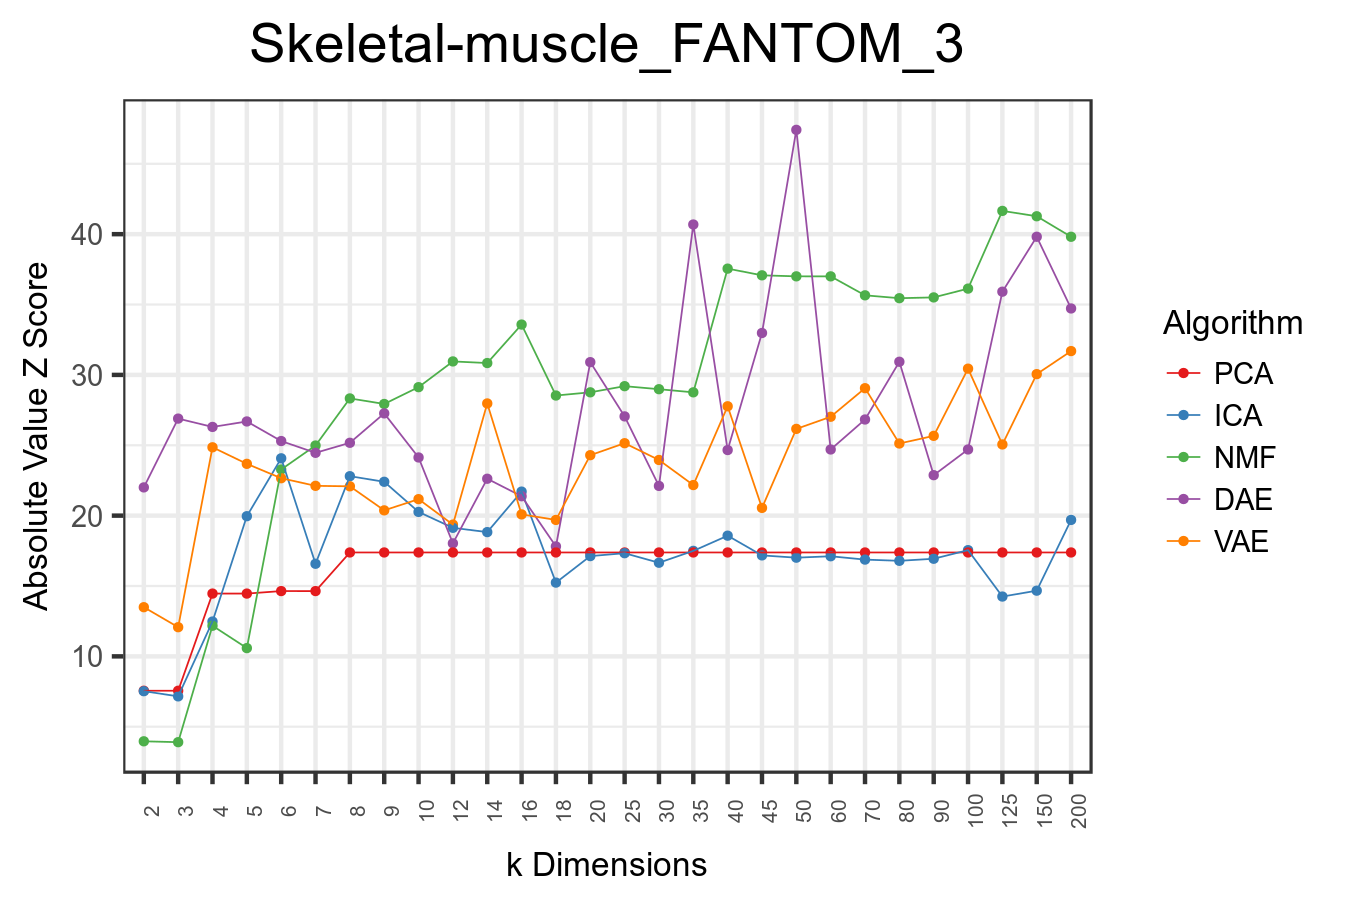 Skeletal-muscle_FANTOM_3
Absolute Value Z Score
40
30
20
10
2 3 4 5 6 7 8 9 10 12 14 16 18 20 25 30 35 40 45 50 60 70 80 90 100 125 150 200
k Dimensions
Algorithm
PCA
ICA
NMF
DAE
VAE